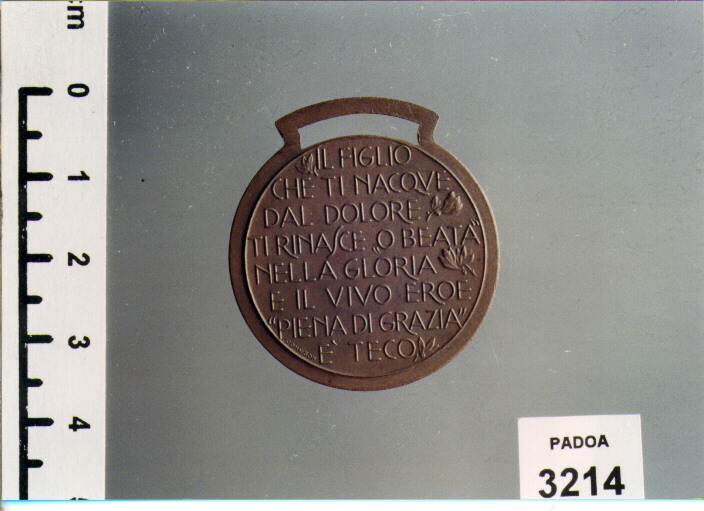 cm
0
1
2
3
4
IL FIGLIO
CHE TI NACQVE
DAL DOLORE
TI RINASCE "O BEATA"
NELLA GLORIA
E IL VIVO EROE
"PIENA DI GRAZIA"
È TECO
PADOA
3214